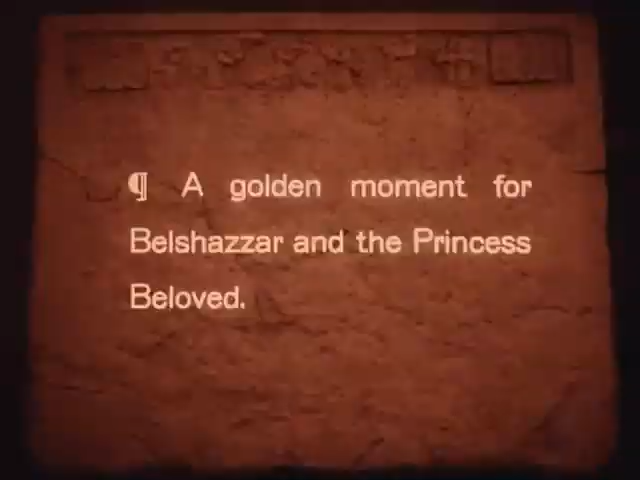 ¶ A golden moment for
Belshazzar and the Princess
Beloved.